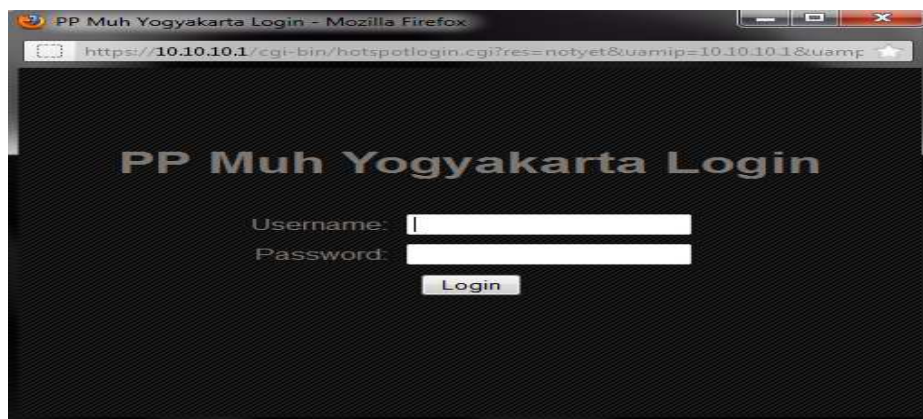 PP Muh Yogyakarta Login - Mozilla Firefox
https://10.10.10.1/cgi-bin/hotspotlogin.cgi?res=notyet&uamip=10.10.10.1&uamp
PP Muh Yogyakarta Login
Username:
Password:
Login